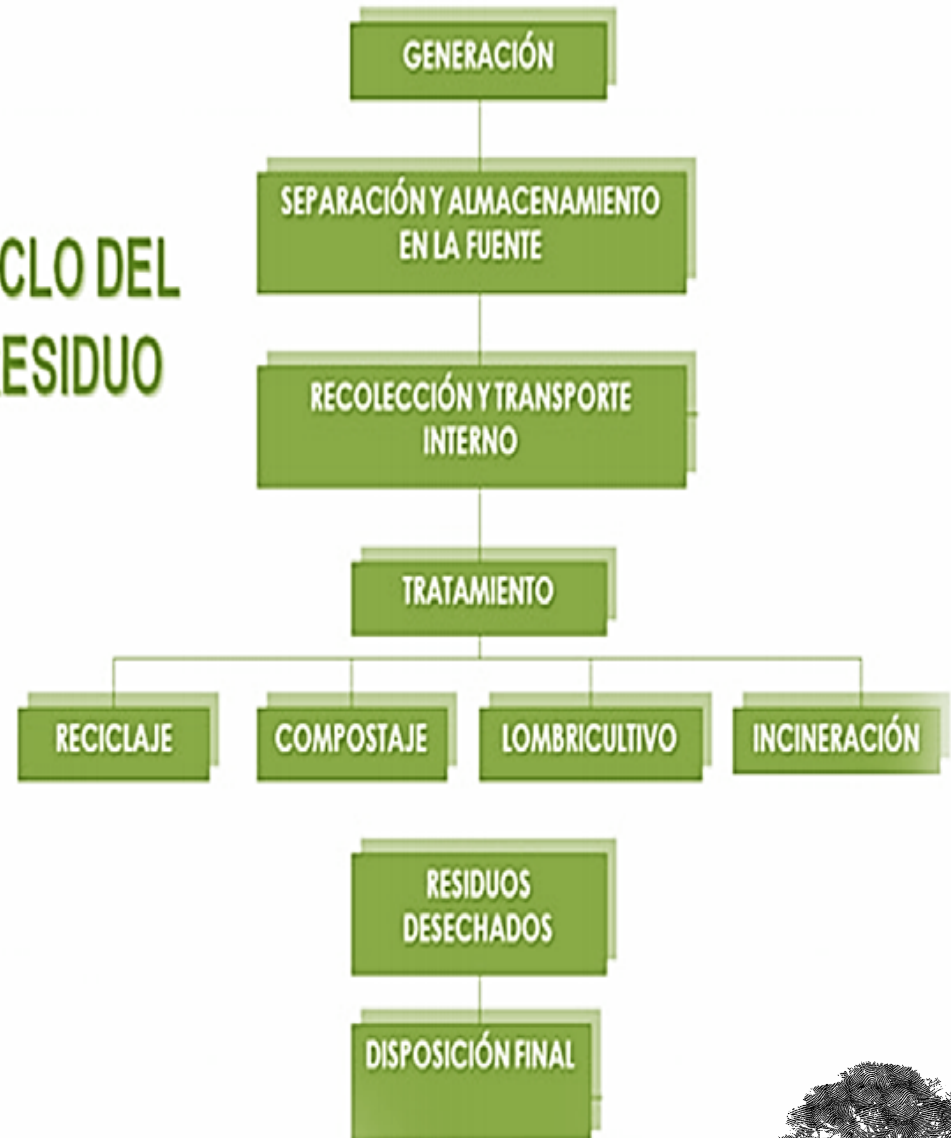 GENERACIÓN
SEPARACIÓN Y ALMACENAMIENTO
EN LA FUENTE
CLO DEL
ESIDUO
RECOLECCIÓN Y TRANSPORTE
INTERNO
TRATAMIENTO
RECICLAJE
COMPOSTAJE
LOMBRICULTIVO
INCINERACIÓN
RESIDUOS
DESECHADOS
DISPOSICIÓN FINAL